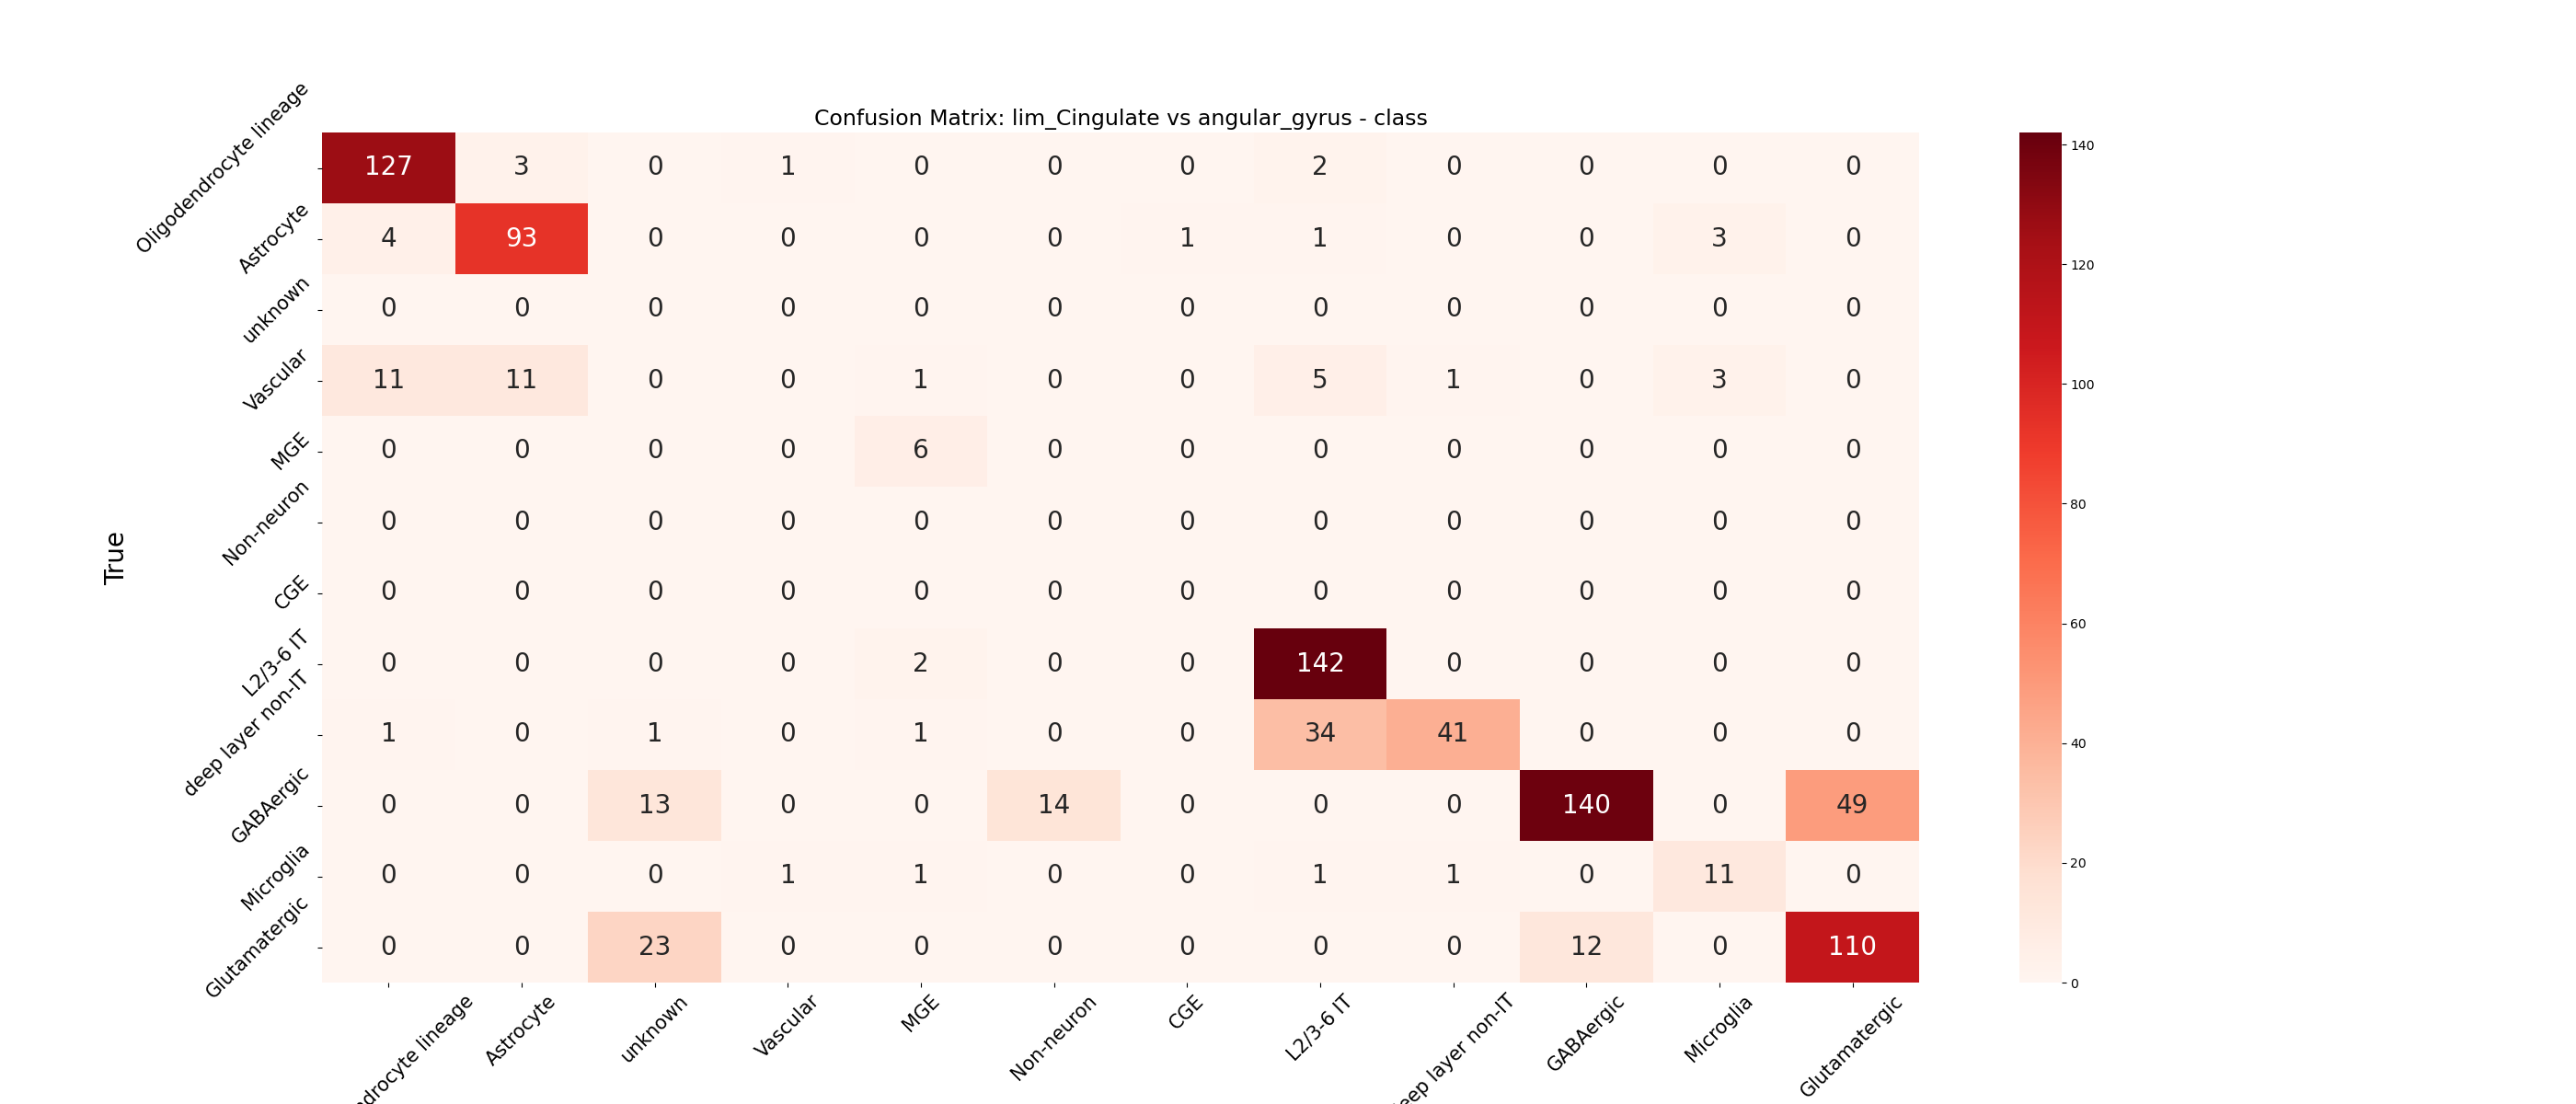 Confusion Matrix: lim_Cingulate vs angular_gyrus - class
Oligodendrocyte lineage 127 3 0 1 0 0 0 2 0 0 0 0
Astrocyte 4 93 0 0 0 0 1 1 0 0 3 0
unknown 0 0 0 0 0 0 0 0 0 0 0 0
Vascular 11 11 0 0 1 0 0 5 1 0 3 0
MGE 0 0 0 0 6 0 0 0 0 0 0 0
Non-neuron 0 0 0 0 0 0 0 0 0 0 0 0
CGE 0 0 0 0 0 0 0 0 0 0 0 0
L2/3-6 IT 0 0 0 0 2 0 0 142 0 0 0 0
deep layer non-IT 1 0 1 0 1 0 0 34 41 0 0 0
GABAergic 0 0 13 0 0 14 0 0 0 140 0 49
Microglia 0 0 0 1 1 0 0 1 1 0 11 0
Glutamatergic 0 0 23 0 0 0 0 0 0 12 0 110
True
drocyte lineage Astrocyte unknown Vascular MGE Non-neuron CGE L2/3-6 IT eep layer non-IT GABAergic Microglia Glutamatergic
140
120
100
80
60
40
20
0